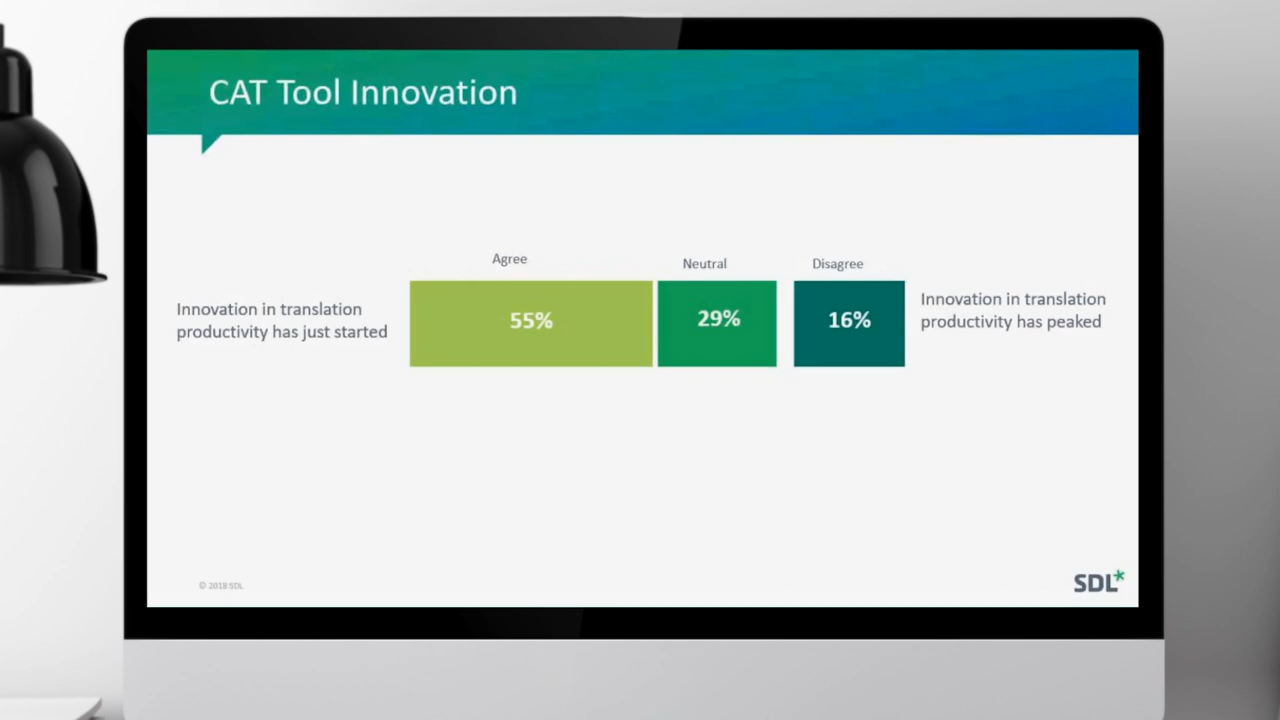 CAT Tool Innovation
Agree
Neutral
Disagree
Innovation in translation
productivity has just started
55%
29%
16%
Innovation in translation
productivity has peaked
© 2019 SDL
SDL*